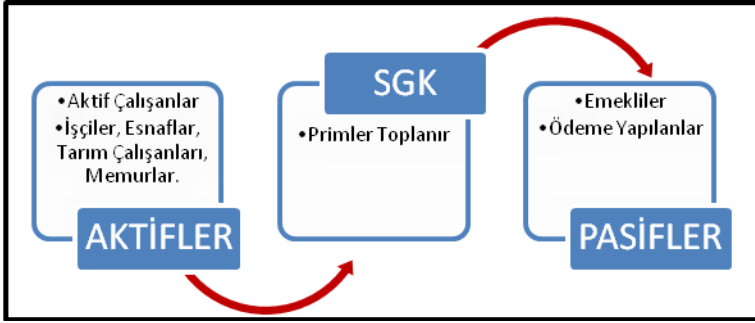 •Aktif Çalışanlar
•İşçiler, Esnaflar,
Tarım Çalışanları,
Memurlar.
AKTİFLER
SGK
•Primler Toplanır
•Emekliler
•Ödeme Yapılanlar
PASİFLER